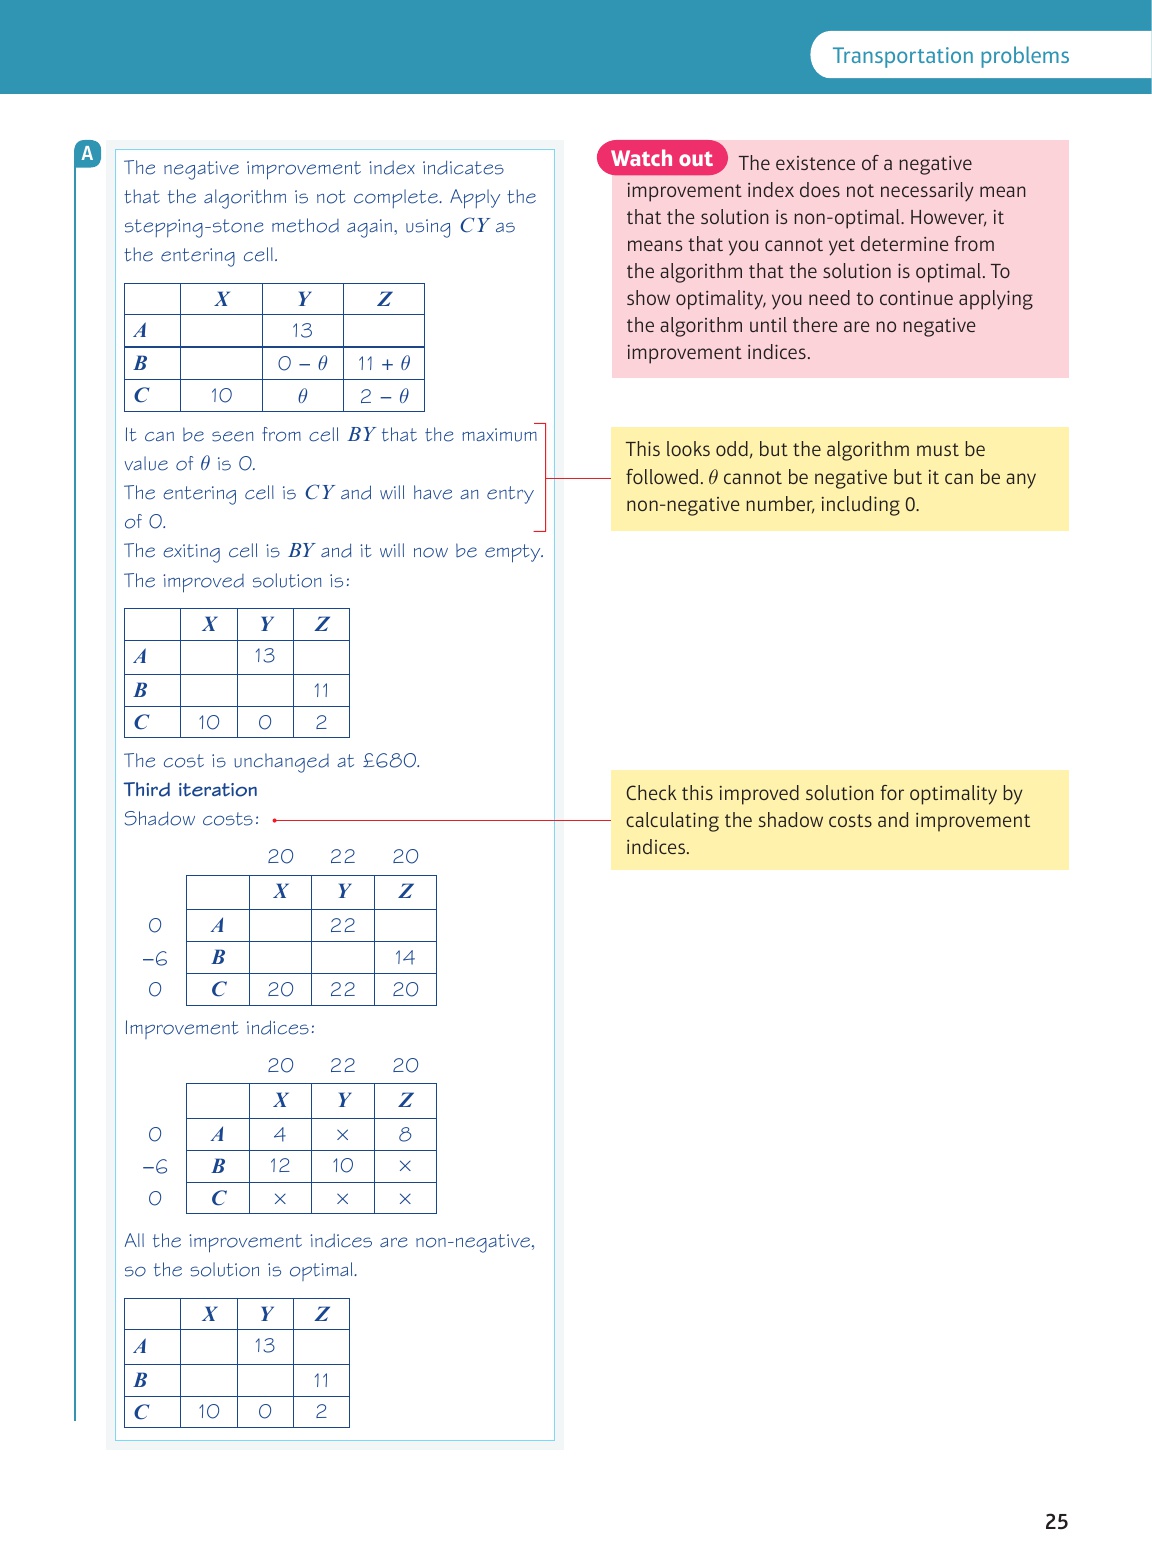 Transportation problems
A
The negative improvement index indicates
that the algorithm is not complete. Apply the
stepping-stone method again, using CY as
the entering cell.
X Y Z
A 13
B 0 – θ 11 + θ
C 10 θ 2 – θ
It can be seen from cell BY that the maximum
value of θ is 0.
The entering cell is CY and will have an entry
of 0.
The exiting cell is BY and it will now be empty.
The improved solution is:
X Y Z
A 13
B 11
C 10 0 2
The cost is unchanged at £680.
Third iteration
Shadow costs:
20 22 20
X Y Z
0 A 22
–6 B 14
0 C 20 22 20
Improvement indices:
20 22 20
X Y Z
0 A 4 × 8
–6 B 12 10 ×
0 C × × ×
All the improvement indices are non-negative,
so the solution is optimal.
X Y Z
A 13
B 11
C 10 0 2
Watch out The existence of a negative
improvement index does not necessarily mean
that the solution is non-optimal. However, it
means that you cannot yet determine from
the algorithm that the solution is optimal. To
show optimality, you need to continue applying
the algorithm until there are no negative
improvement indices.
This looks odd, but the algorithm must be
followed. θ cannot be negative but it can be any
non-negative number, including 0.
Check this improved solution for optimality by
calculating the shadow costs and improvement
indices.
25